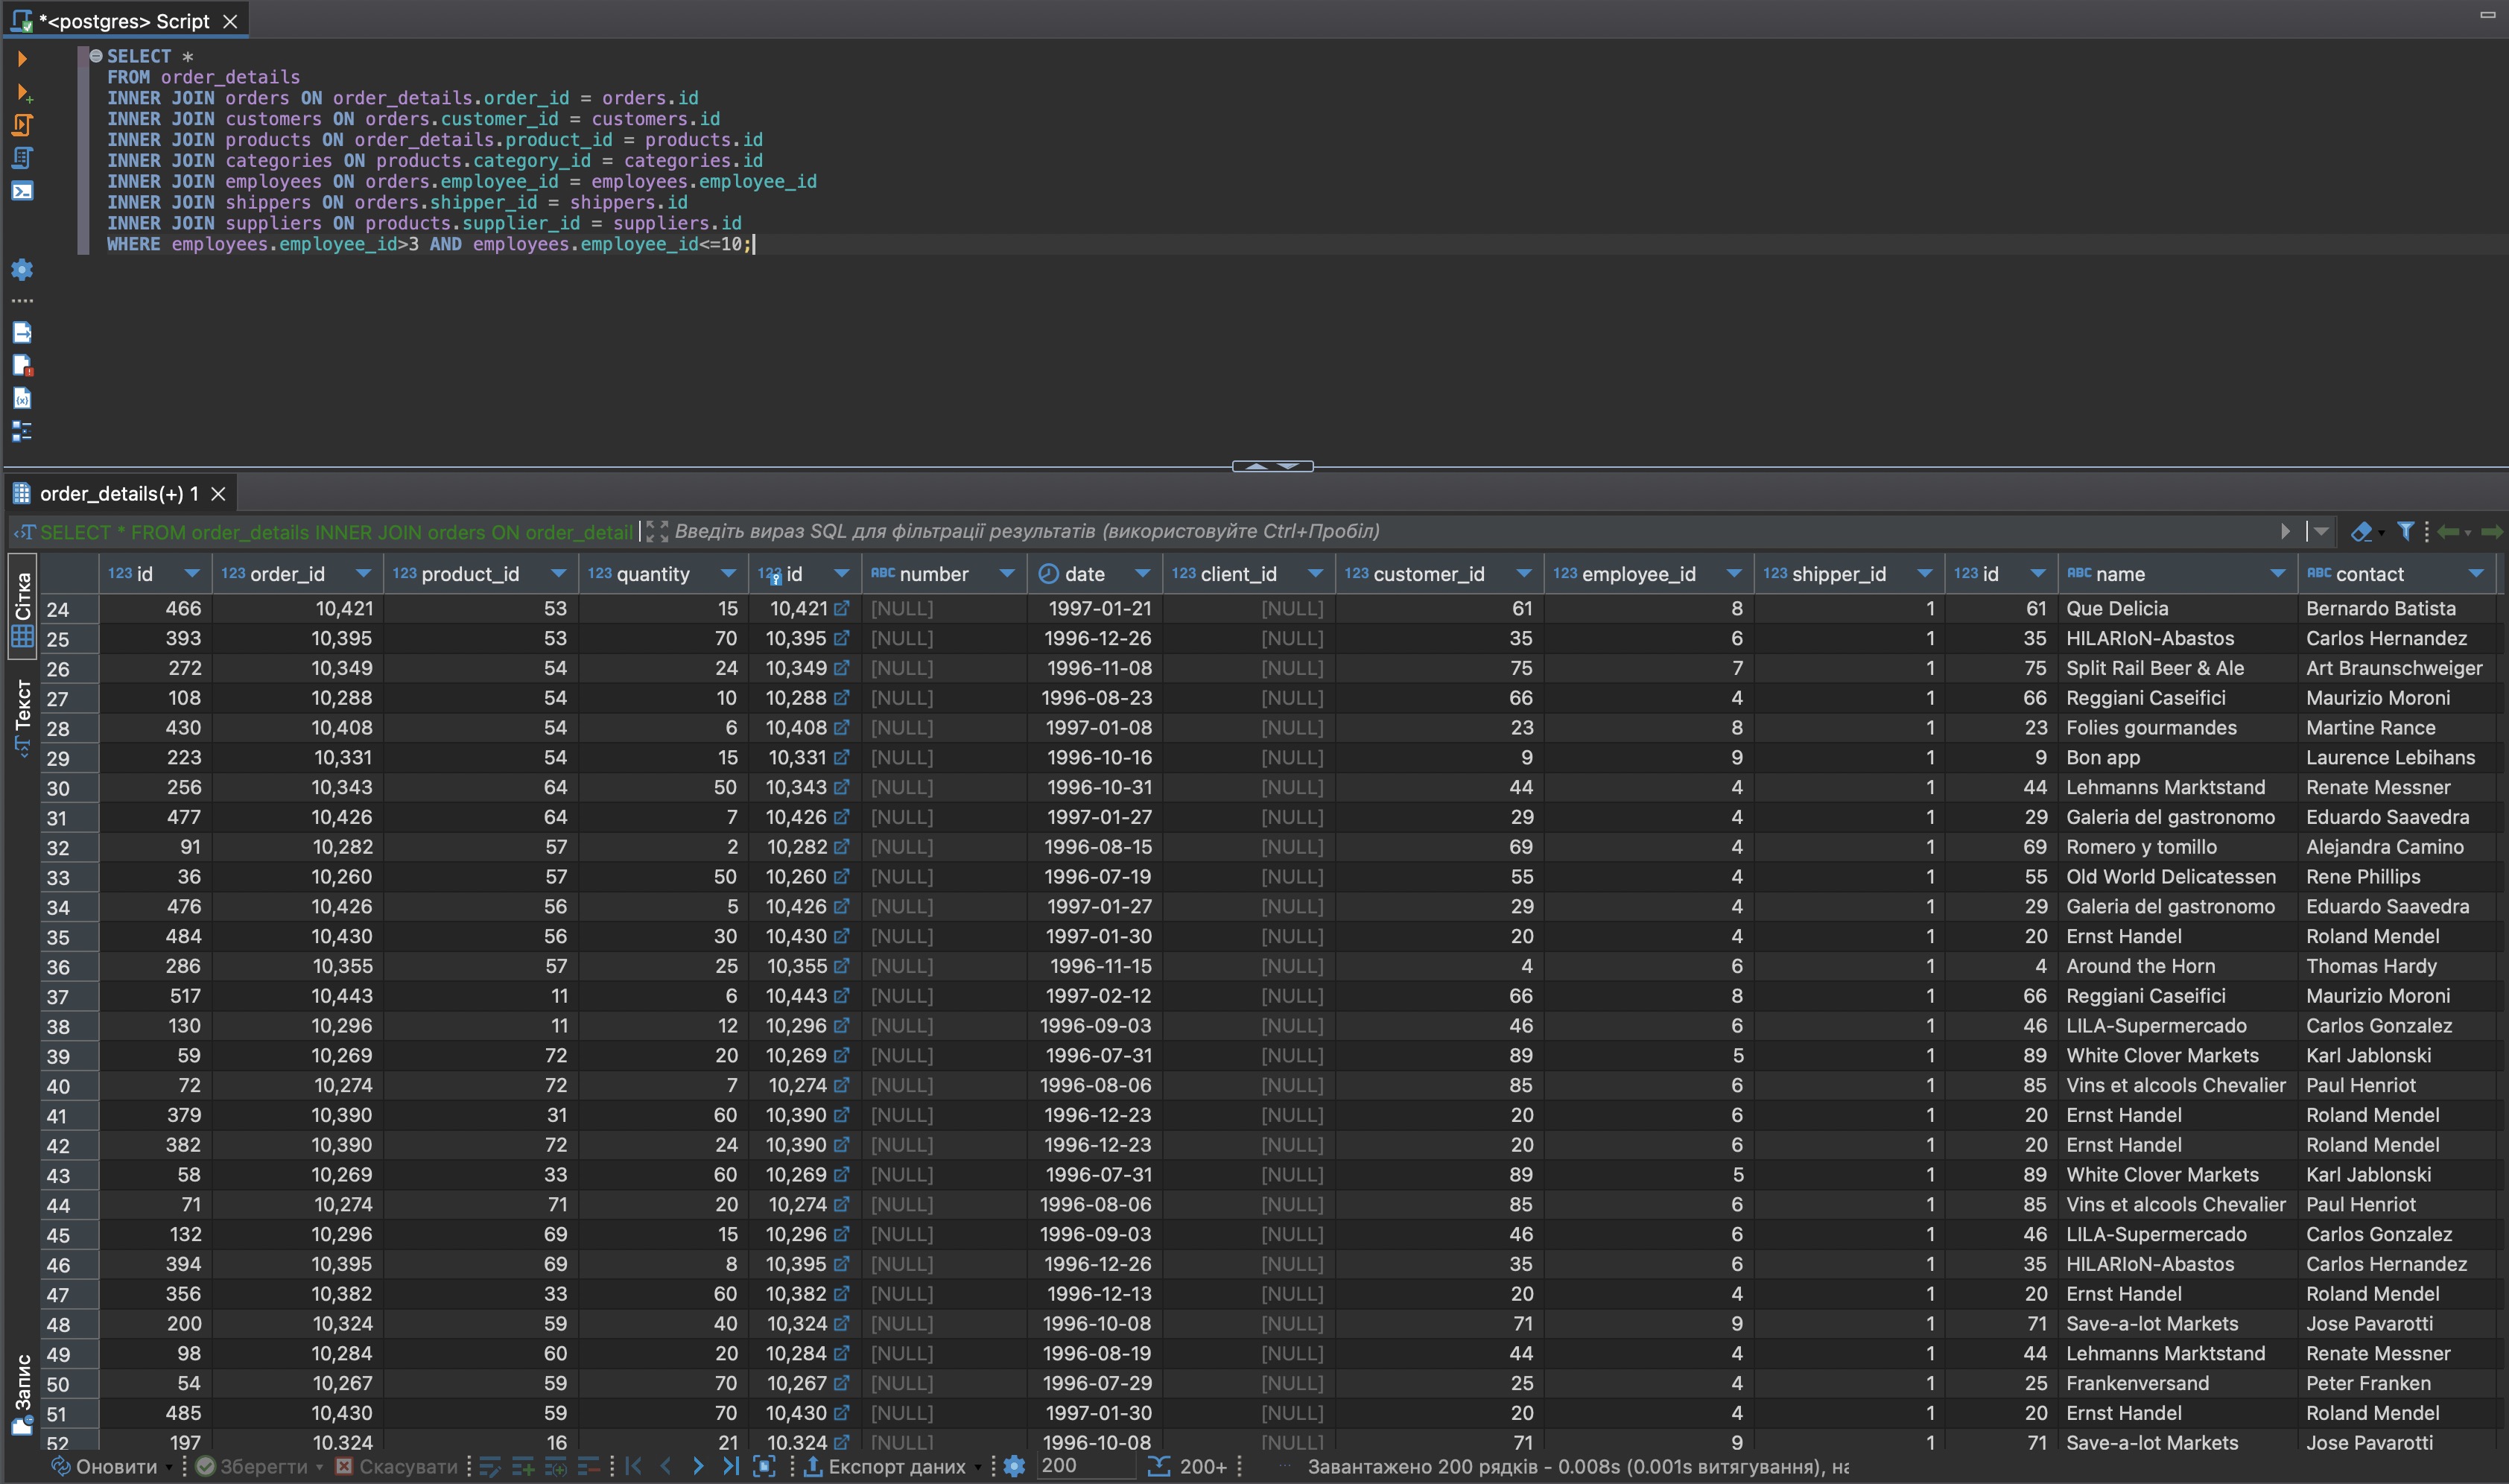 *<postgres> Script
SELECT *
FROM order_details
INNER JOIN orders ON order_details.order_id = orders.id
INNER JOIN customers ON orders.customer_id = customers.id
INNER JOIN products ON order_details.product_id = products.id
INNER JOIN categories ON products.category_id = categories.id
INNER JOIN employees ON orders.employee_id = employees.employee_id
INNER JOIN shippers ON orders.shipper_id = shippers.id
INNER JOIN suppliers ON products.supplier_id = suppliers.id
WHERE employees.employee_id>3 AND employees.employee_id<=10;
order_details(+) 1
SELECT * FROM order_details INNER JOIN orders ON order_detail Введіть вираз SQL для фільтрації результатів (використовуйте Ctrl+Пробіл)
Сітка
Текст
Запис
123 id 123 order_id 123 product_id 123 quantity 123 id ABC number date 123 client_id 123 customer_id 123 employee_id 123 shipper_id 123 id ABC name ABC contact
24 466 10,421 53 15 10,421 [NULL] 1997-01-21 [NULL] 61 8 1 61 Que Delicia Bernardo Batista
25 393 10,395 53 70 10,395 [NULL] 1996-12-26 [NULL] 35 6 1 35 HILARIoN-Abastos Carlos Hernandez
26 272 10,349 54 24 10,349 [NULL] 1996-11-08 [NULL] 75 7 1 75 Split Rail Beer & Ale Art Braunschweiger
27 108 10,288 54 10 10,288 [NULL] 1996-08-23 [NULL] 66 4 1 66 Reggiani Caseifici Maurizio Moroni
28 430 10,408 54 6 10,408 [NULL] 1997-01-08 [NULL] 23 8 1 23 Folies gourmandes Martine Rance
29 223 10,331 54 15 10,331 [NULL] 1996-10-16 [NULL] 9 9 1 9 Bon app Laurence Lebihans
30 256 10,343 64 50 10,343 [NULL] 1996-10-31 [NULL] 44 4 1 44 Lehmanns Marktstand Renate Messner
31 477 10,426 64 7 10,426 [NULL] 1997-01-27 [NULL] 29 4 1 29 Galeria del gastronomo Eduardo Saavedra
32 91 10,282 57 2 10,282 [NULL] 1996-08-15 [NULL] 69 4 1 69 Romero y tomillo Alejandra Camino
33 36 10,260 57 50 10,260 [NULL] 1996-07-19 [NULL] 55 4 1 55 Old World Delicatessen Rene Phillips
34 476 10,426 56 5 10,426 [NULL] 1997-01-27 [NULL] 29 4 1 29 Galeria del gastronomo Eduardo Saavedra
35 484 10,430 56 30 10,430 [NULL] 1997-01-30 [NULL] 20 4 1 20 Ernst Handel Roland Mendel
36 286 10,355 57 25 10,355 [NULL] 1996-11-15 [NULL] 4 6 1 4 Around the Horn Thomas Hardy
37 517 10,443 11 6 10,443 [NULL] 1997-02-12 [NULL] 66 8 1 66 Reggiani Caseifici Maurizio Moroni
38 130 10,296 11 12 10,296 [NULL] 1996-09-03 [NULL] 46 6 1 46 LILA-Supermercado Carlos Gonzalez
39 59 10,269 72 20 10,269 [NULL] 1996-07-31 [NULL] 89 5 1 89 White Clover Markets Karl Jablonski
40 72 10,274 72 7 10,274 [NULL] 1996-08-06 [NULL] 85 6 1 85 Vins et alcools Chevalier Paul Henriot
41 379 10,390 31 60 10,390 [NULL] 1996-12-23 [NULL] 20 6 1 20 Ernst Handel Roland Mendel
42 382 10,390 72 24 10,390 [NULL] 1996-12-23 [NULL] 20 6 1 20 Ernst Handel Roland Mendel
43 58 10,269 33 60 10,269 [NULL] 1996-07-31 [NULL] 89 5 1 89 White Clover Markets Karl Jablonski
44 71 10,274 71 20 10,274 [NULL] 1996-08-06 [NULL] 85 6 1 85 Vins et alcools Chevalier Paul Henriot
45 132 10,296 69 15 10,296 [NULL] 1996-09-03 [NULL] 46 6 1 46 LILA-Supermercado Carlos Gonzalez
46 394 10,395 69 8 10,395 [NULL] 1996-12-26 [NULL] 35 6 1 35 HILARIoN-Abastos Carlos Hernandez
47 356 10,382 33 60 10,382 [NULL] 1996-12-13 [NULL] 20 4 1 20 Ernst Handel Roland Mendel
48 200 10,324 59 40 10,324 [NULL] 1996-10-08 [NULL] 71 9 1 71 Save-a-lot Markets Jose Pavarotti
49 98 10,284 60 20 10,284 [NULL] 1996-08-19 [NULL] 44 4 1 44 Lehmanns Marktstand Renate Messner
50 54 10,267 59 70 10,267 [NULL] 1996-07-29 [NULL] 25 4 1 25 Frankenversand Peter Franken
51 485 10,430 59 70 10,430 [NULL] 1997-01-30 [NULL] 20 4 1 20 Ernst Handel Roland Mendel
52 197 10,324 16 21 10,324 [NULL] 1996-10-08 [NULL] 71 9 1 71 Save-a-lot Markets Jose Pavarotti
Оновити Зберегти Скасувати Експорт даних 200 200+ Завантажено 200 рядків - 0.008s (0.001s витягування), на